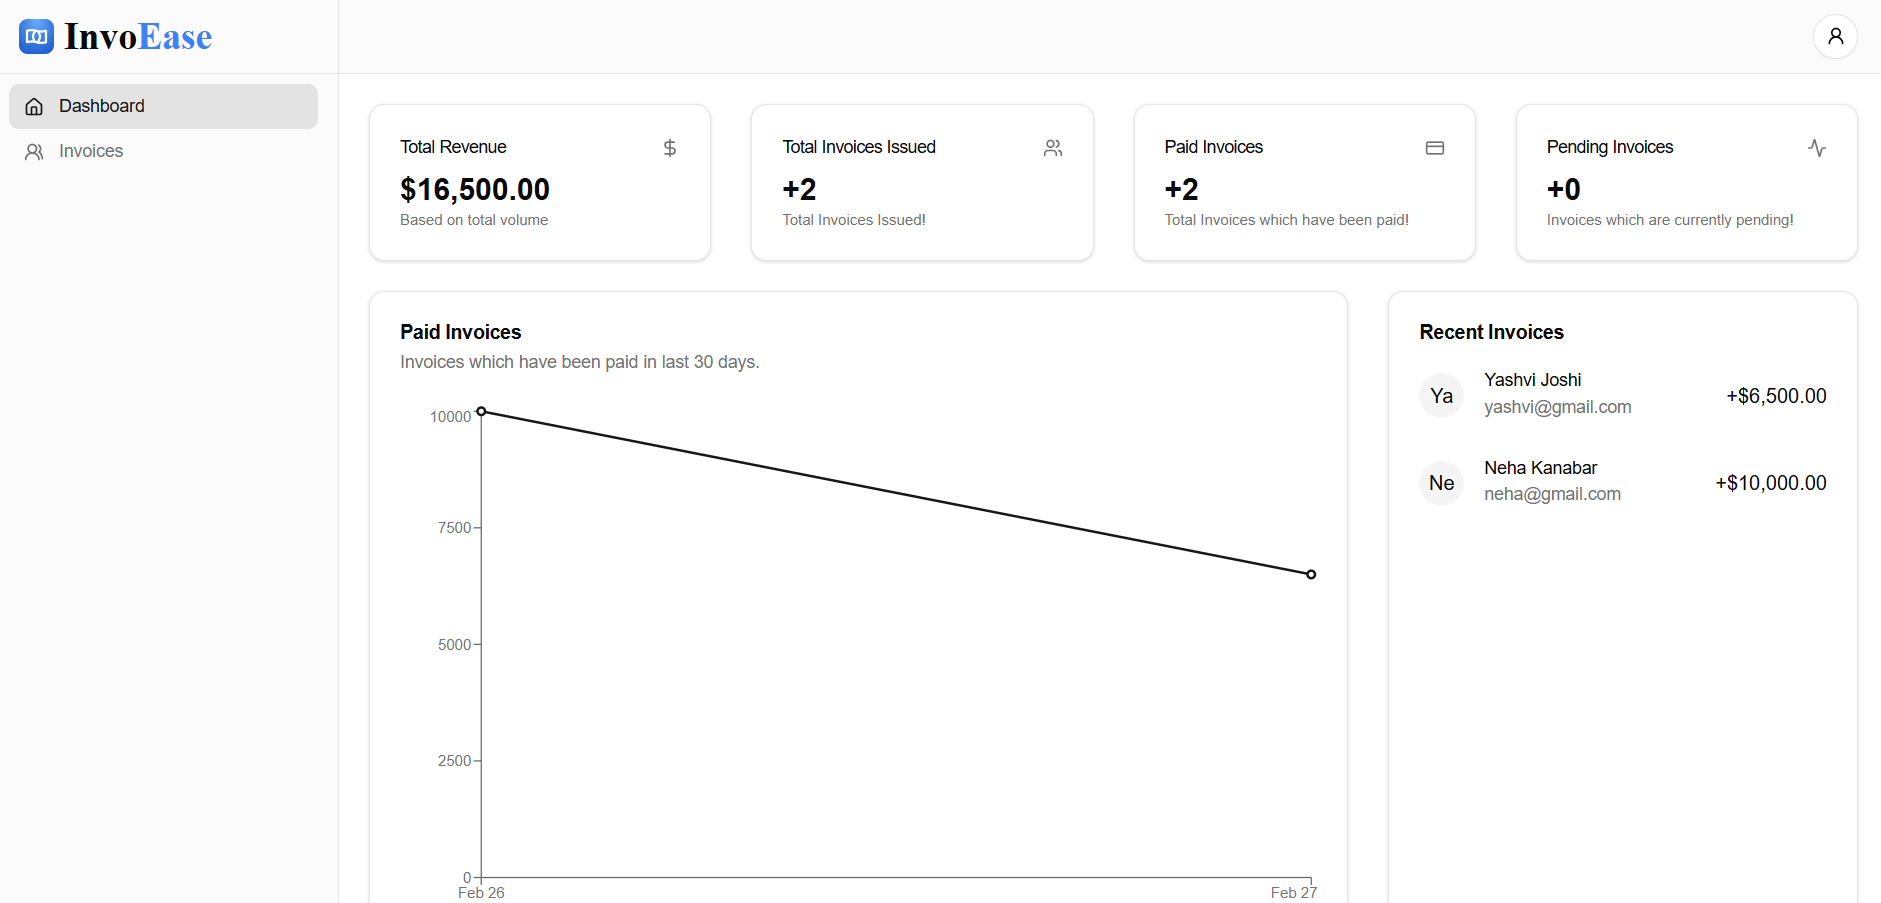 InvoEase
Dashboard
Invoices
Total Revenue
$16,500.00
Based on total volume
Total Invoices Issued
+2
Total Invoices Issued!
Paid Invoices
+2
Total Invoices which have been paid!
Pending Invoices
+0
Invoices which are currently pending!
Paid Invoices
Invoices which have been paid in last 30 days.
10000
7500
5000
2500
0
Feb 26
Feb 27
Recent Invoices
Ya
Yashvi Joshi
yashvi@gmail.com
+$6,500.00
Ne
Neha Kanabar
neha@gmail.com
+$10,000.00